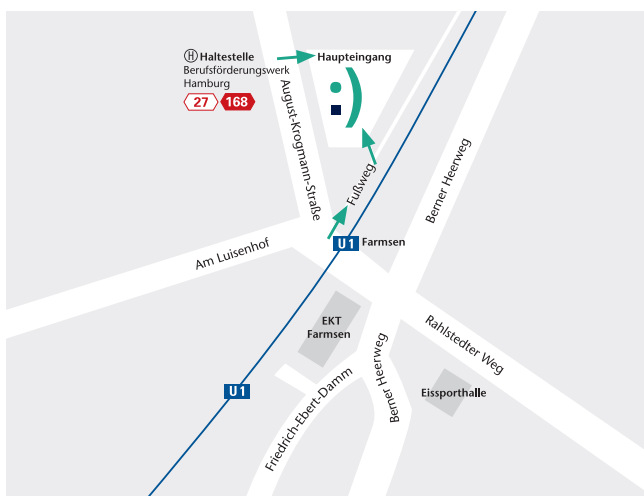 Ⓗ Haltestelle
Berufsförderungswerk
Hamburg
27 168
Haupteingang
August-Krogmann-Straße
Fußweg
Berner Heerweg
Am Luisenhof
U1 Farmsen
EKT
Farmsen
Rahlstedter Weg
Berner Heerweg
Eissporthalle
U1
Friedrich-Ebert-Damm